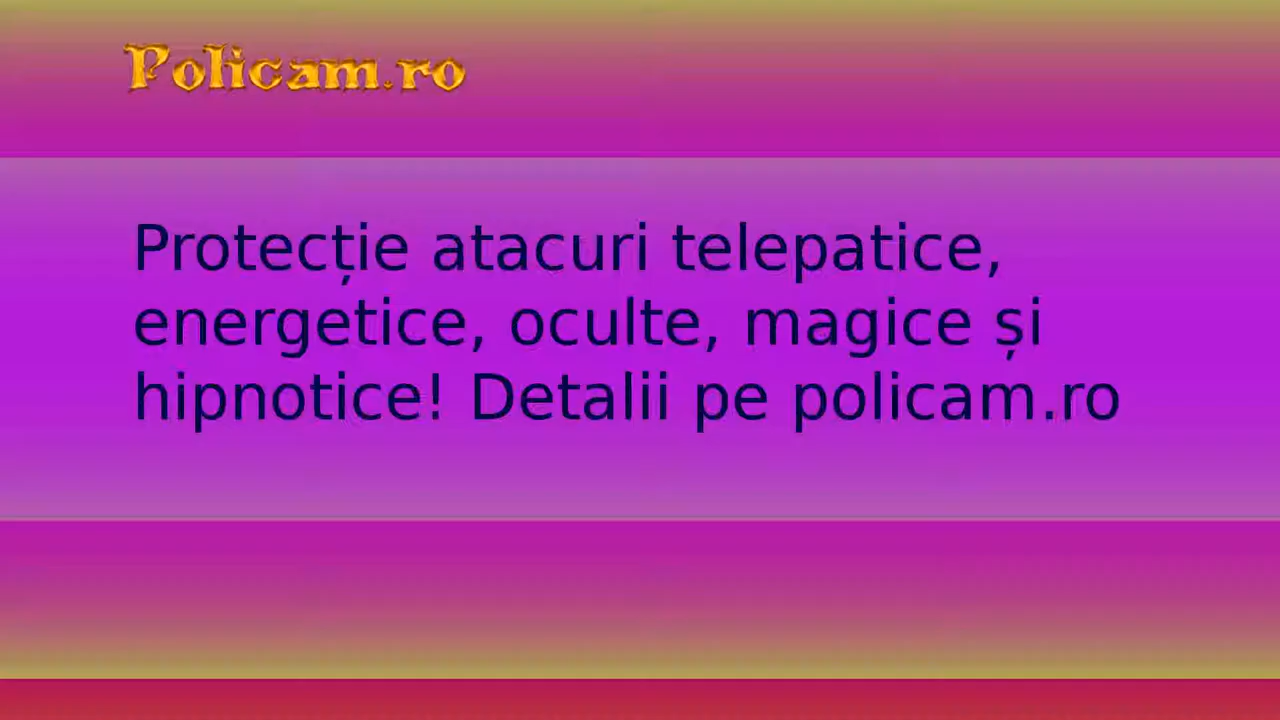 Policam.ro
Protecție atacuri telepatice,
energetice, oculte, magice și
hipnotice! Detalii pe policam.ro